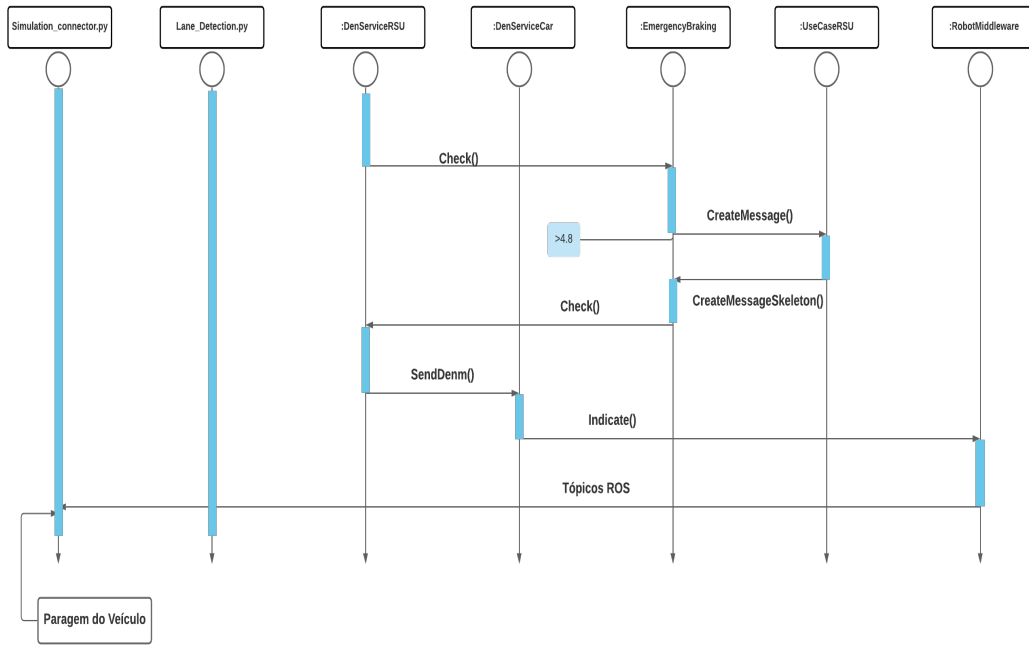 Simulation_connector.py
Lane_Detection.py
:DenServiceRSU
:DenServiceCar
:EmergencyBraking
:UseCaseRSU
:RobotMiddleware
Check()
CreateMessage()
>4.8
CreateMessageSkeleton()
Check()
SendDenm()
Indicate()
Tópicos ROS
Paragem do Veículo